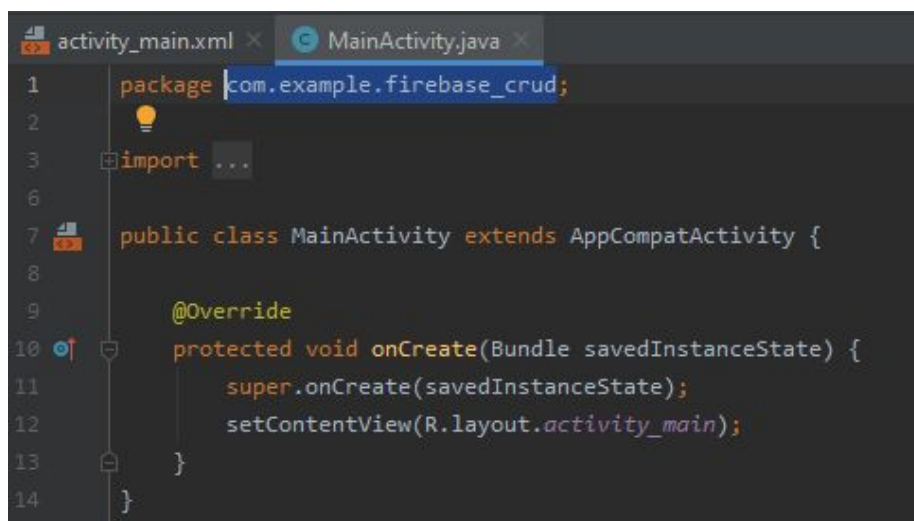 activity_main.xml MainActivity.java
1 package com.example.firebase_crud;
2
3 import ...
6
7 public class MainActivity extends AppCompatActivity {
8
9 @Override
10 protected void onCreate(Bundle savedInstanceState) {
11 super.onCreate(savedInstanceState);
12 setContentView(R.layout.activity_main);
13 }
14 }